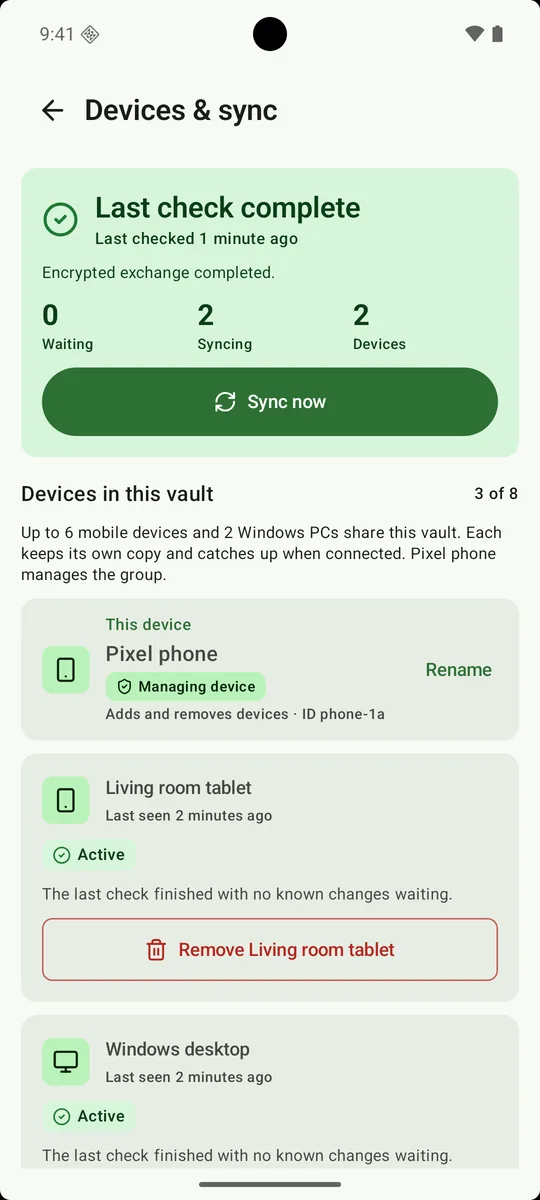 9:41
Devices & sync
Last check complete
Last checked 1 minute ago
Encrypted exchange completed.
0
Waiting
2
Syncing
2
Devices
Sync now
Devices in this vault
3 of 8
Up to 6 mobile devices and 2 Windows PCs share this vault. Each
keeps its own copy and catches up when connected. Pixel phone
manages the group.
This device
Pixel phone
Managing device
Adds and removes devices · ID phone-1a
Rename
Living room tablet
Last seen 2 minutes ago
Active
The last check finished with no known changes waiting.
Remove Living room tablet
Windows desktop
Last seen 2 minutes ago
Active
The last check finished with no known changes waiting.